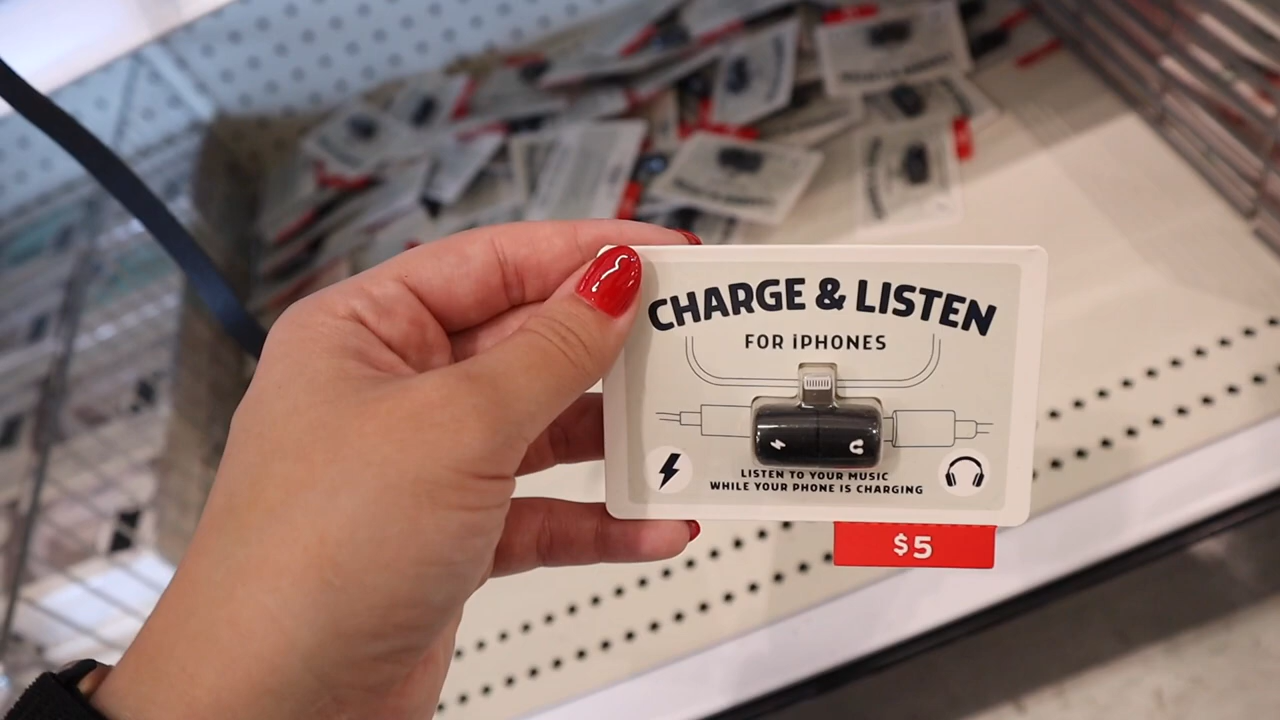 CHARGE & LISTEN
FOR iPHONES
LISTEN TO YOUR MUSIC
WHILE YOUR PHONE IS CHARGING
$5